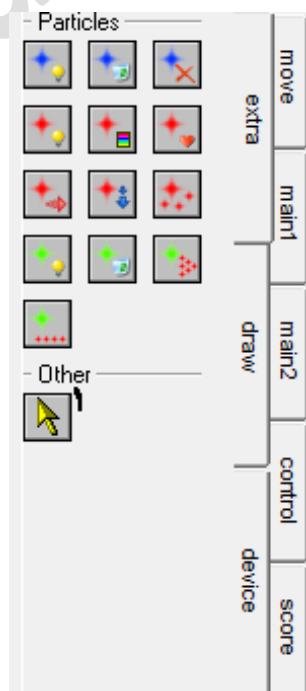 Particles
Other
extra
draw
device
move
main1
main2
control
score